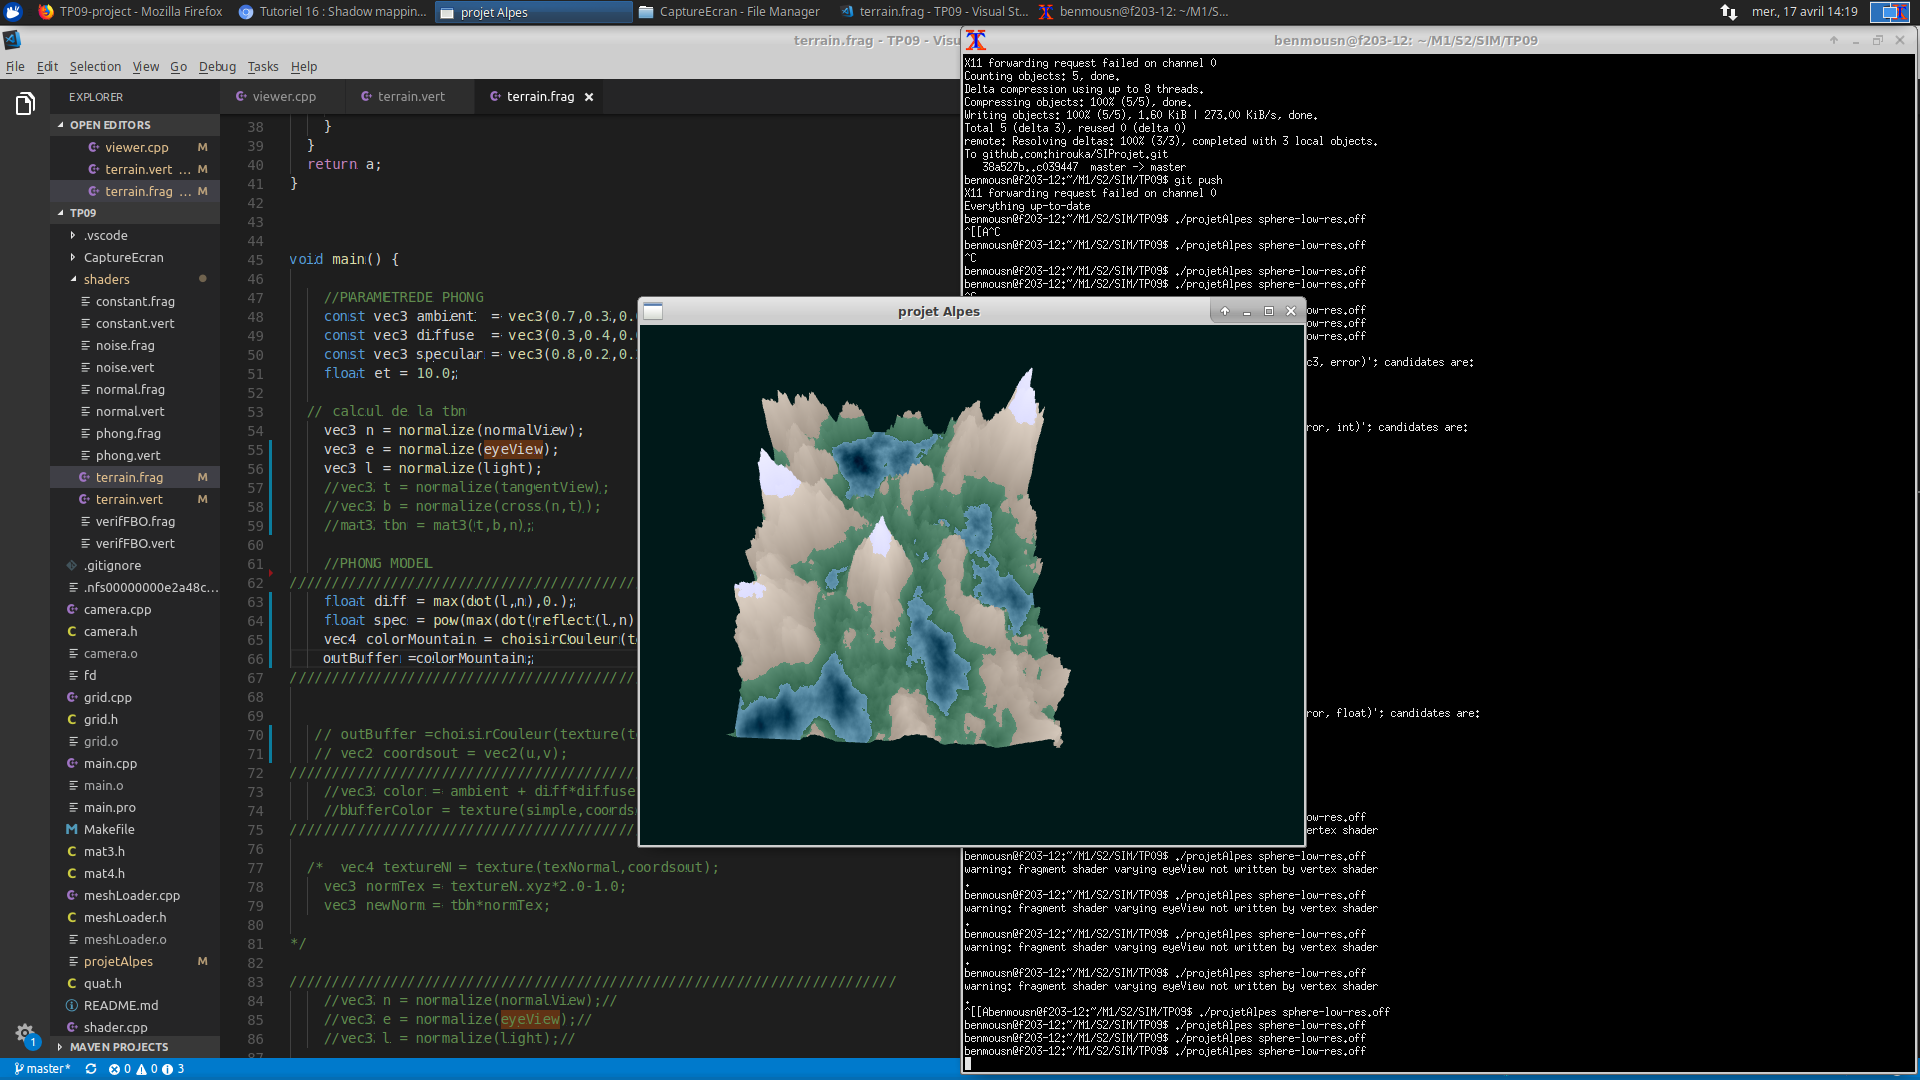 TP09-project - Mozilla Firefox
Tutoriel 16 : Shadow mappin...
projet Alpes
CaptureEcran - File Manager
terrain.frag - TP09 - Visual St...
benmousn@f203-12: ~/M1/S...
mer., 17 avril 14:19
terrain.frag - TP09 - Visu
File Edit Selection View Go Debug Tasks Help
EXPLORER
OPEN EDITORS
viewer.cpp M
terrain.vert ... M
terrain.frag ... M
TP09
.vscode
CaptureEcran
shaders
constant.frag
constant.vert
noise.frag
noise.vert
normal.frag
normal.vert
phong.frag
phong.vert
terrain.frag M
terrain.vert M
verifFBO.frag
verifFBO.vert
.gitignore
.nfs00000000e2a48c...
camera.cpp
camera.h
camera.o
fd
grid.cpp
grid.h
grid.o
main.cpp
main.o
main.pro
Makefile
mat3.h
mat4.h
meshLoader.cpp
meshLoader.h
meshLoader.o
projetAlpes M
quat.h
README.md
shader.cpp
MAVEN PROJECTS
1
master*
0 0 3
viewer.cpp
terrain.vert
terrain.frag
38 }
39 }
40 return a;
41 }
42
43
44
45 void main() {
46
47 //PARAMETREDE PHONG
48 const vec3 ambient = vec3(0.7,0.3,0.
49 const vec3 diffuse = vec3(0.3,0.4,0.
50 const vec3 specular = vec3(0.8,0.2,0.
51 float et = 10.0;
52
53 // calcul de la tbn
54 vec3 n = normalize(normalView);
55 vec3 e = normalize(eyeView);
56 vec3 l = normalize(light);
57 //vec3 t = normalize(tangentView);
58 //vec3 b = normalize(cross(n,t));
59 //mat3 tbn = mat3(t,b,n);
60
61 //PHONG MODEL
62 ////////////////////////////////////////
63 float diff = max(dot(l,n),0.);
64 float spec = pow(max(dot(reflect(l,n)
65 vec4 colorMountain = choisirCouleur(t
66 outBuffer =colorMountain;
67 ////////////////////////////////////////
68
69
70 // outBuffer =choisirCouleur(texture(t
71 // vec2 coordsout = vec2(u,v);
72 ////////////////////////////////////////
73 //vec3 color = ambient + diff*diffuse
74 //bufferColor = texture(simple,coords
75 ////////////////////////////////////////
76
77 /* vec4 textureN = texture(texNormal,coordsout);
78 vec3 normTex = textureN.xyz*2.0-1.0;
79 vec3 newNorm = tbn*normTex;
80
81 */
82
83 ////////////////////////////////////////////////////////////////////////
84 //vec3 n = normalize(normalView);//
85 //vec3 e = normalize(eyeView);//
86 //vec3 l = normalize(light);//
87
projet Alpes
benmousn@f203-12: ~/M1/S2/SIM/TP09
X11 forwarding request failed on channel 0
Counting objects: 5, done.
Delta compression using up to 8 threads.
Compressing objects: 100% (5/5), done.
Writing objects: 100% (5/5), 1.60 KiB | 273.00 KiB/s, done.
Total 5 (delta 3), reused 0 (delta 0)
remote: Resolving deltas: 100% (3/3), completed with 3 local objects.
To github.com:hirouka/SIProjet.git
38a527b..c039447 master -> master
benmousn@f203-12:~/M1/S2/SIM/TP09$ git push
X11 forwarding request failed on channel 0
Everything up-to-date
benmousn@f203-12:~/M1/S2/SIM/TP09$ ./projetAlpes sphere-low-res.off
^[[A^C
benmousn@f203-12:~/M1/S2/SIM/TP09$ ./projetAlpes sphere-low-res.off
^C
benmousn@f203-12:~/M1/S2/SIM/TP09$ ./projetAlpes sphere-low-res.off
benmousn@f203-12:~/M1/S2/SIM/TP09$ ./projetAlpes sphere-low-res.off
^C
ow-res.off
ow-res.off
ow-res.off
c3, error)'; candidates are:
ror, int)'; candidates are:
ror, float)'; candidates are:
ow-res.off
vertex shader
benmousn@f203-12:~/M1/S2/SIM/TP09$ ./projetAlpes sphere-low-res.off
warning: fragment shader varying eyeView not written by vertex shader
.
benmousn@f203-12:~/M1/S2/SIM/TP09$ ./projetAlpes sphere-low-res.off
warning: fragment shader varying eyeView not written by vertex shader
.
benmousn@f203-12:~/M1/S2/SIM/TP09$ ./projetAlpes sphere-low-res.off
warning: fragment shader varying eyeView not written by vertex shader
.
benmousn@f203-12:~/M1/S2/SIM/TP09$ ./projetAlpes sphere-low-res.off
warning: fragment shader varying eyeView not written by vertex shader
.
^[[Abenmousn@f203-12:~/M1/S2/SIM/TP09$ ./projetAlpes sphere-low-res.off
benmousn@f203-12:~/M1/S2/SIM/TP09$ ./projetAlpes sphere-low-res.off
benmousn@f203-12:~/M1/S2/SIM/TP09$ ./projetAlpes sphere-low-res.off
benmousn@f203-12:~/M1/S2/SIM/TP09$ ./projetAlpes sphere-low-res.off